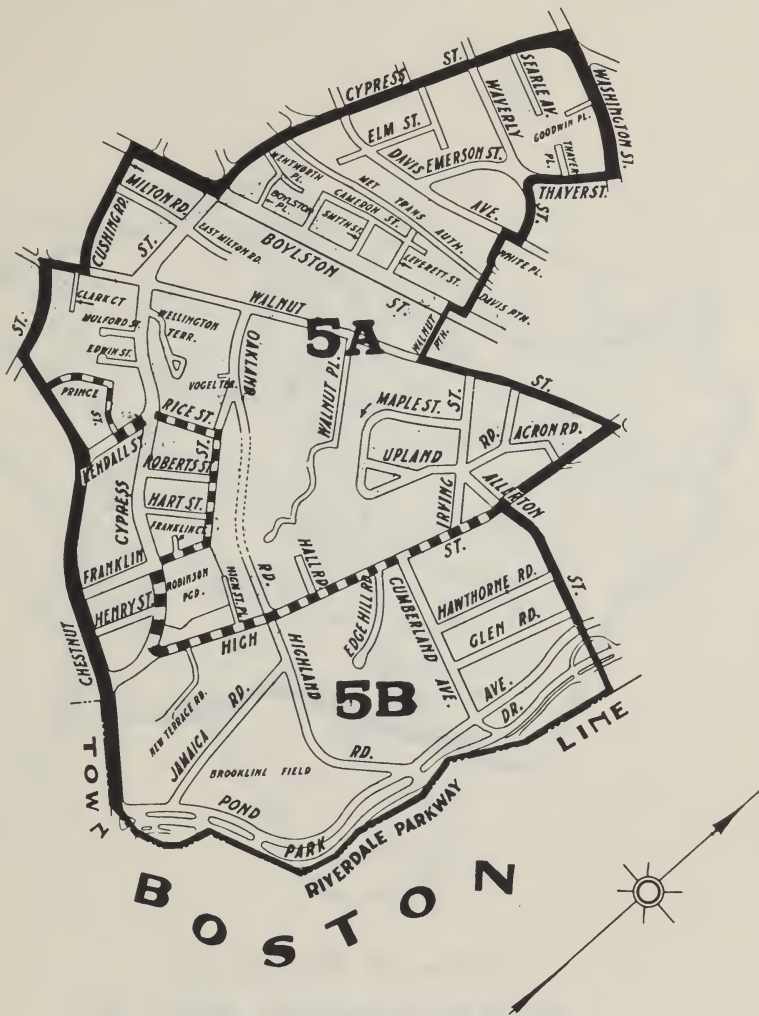 CYPRESS ST.
WASHINGTON ST.
SEARLE AV.
WAVERLY ST.
GOODWIN PL.
THAYER PL.
THAYER ST.
ELM ST.
DAVIS AVE.
EMERSON ST.
WENTWORTH PL.
MET TRANS AUTH.
CAMERON ST.
BOYLSTON PL.
SMYTH ST.
LEVERETT ST.
WHITE PL.
DAVIS PTH.
WALNUT PTH.
MILTON RD.
CUSHING RD.
EAST MILTON RD.
BOYLSTON ST.
WALNUT ST.
5A
CLARK CT
MULFORD ST.
EDWIN ST.
WELLINGTON TERR.
OAKLAND RD.
VOGEL TER.
WALNUT PL.
MAPLE ST.
UPLAND RD.
ACRON RD.
IRVING ST.
ALLERTON ST.
PRINCE ST.
KENDALL ST.
RICE ST.
ROBERTS ST.
HART ST.
FRANKLIN CT.
CYPRESS ST.
FRANKLIN ST.
HENRY ST.
ROBINSON PGD.
HIGH ST. PL.
HALL RD.
HIGH ST.
EDGE HILL RD.
CUMBERLAND AVE.
HAWTHORNE RD.
GLEN RD.
HIGHLAND RD.
5B
CHESTNUT ST.
NEW TERRACE RD.
JAMAICA RD.
BROOKLINE FIELD
POND AVE.
PARK DR.
RIVERDALE PARKWAY
TOWN LINE
BOSTON